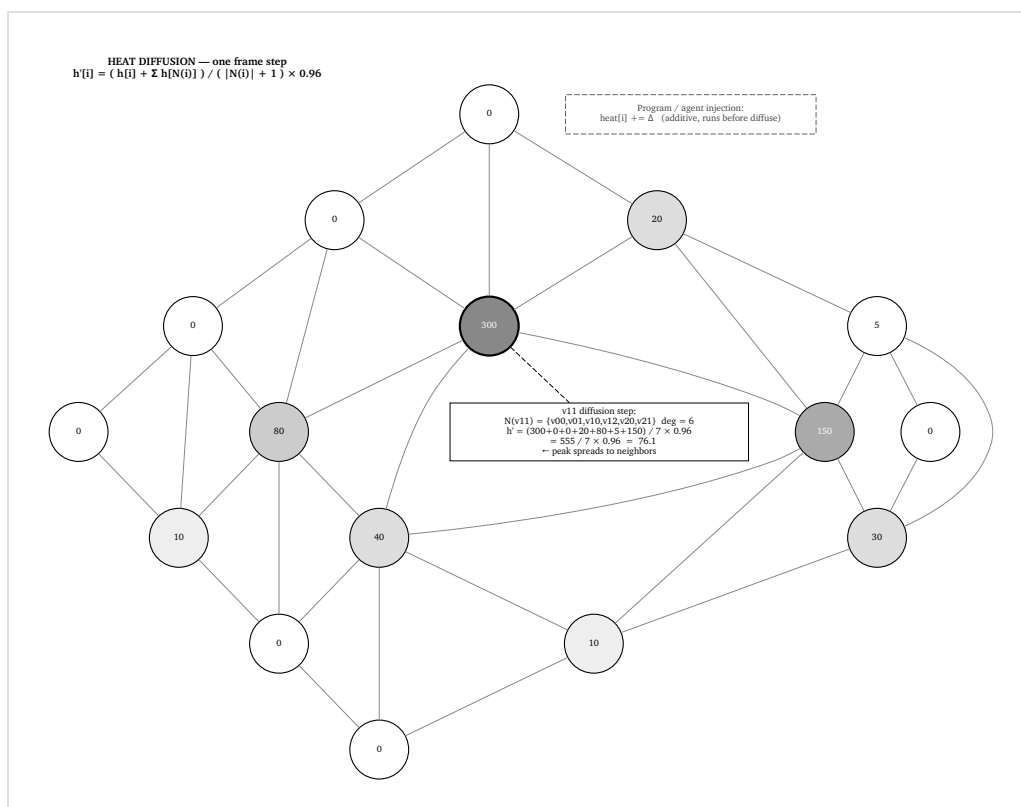 HEAT DIFFUSION — one frame step
h'[i] = ( h[i] + Σ h[N(i)] ) / ( |N(i)| + 1 ) × 0.96
0
Program / agent injection:
heat[i] += Δ (additive, runs before diffuse)
0
20
0
300
5
v11 diffusion step:
N(v11) = {v00,v01,v10,v12,v20,v21} deg = 6
h' = (300+0+0+20+80+5+150) / 7 × 0.96
= 555 / 7 × 0.96 = 76.1
← peak spreads to neighbors
0
80
150
0
10
40
30
0
10
0